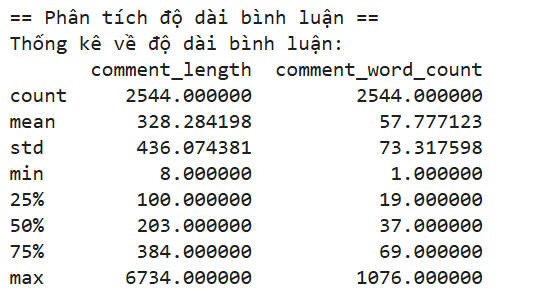 == Phân tích độ dài bình luận ==
Thống kê về độ dài bình luận:
comment_length comment_word_count
count 2544.000000 2544.000000
mean 328.284198 57.777123
std 436.074381 73.317598
min 8.000000 1.000000
25% 100.000000 19.000000
50% 203.000000 37.000000
75% 384.000000 69.000000
max 6734.000000 1076.000000